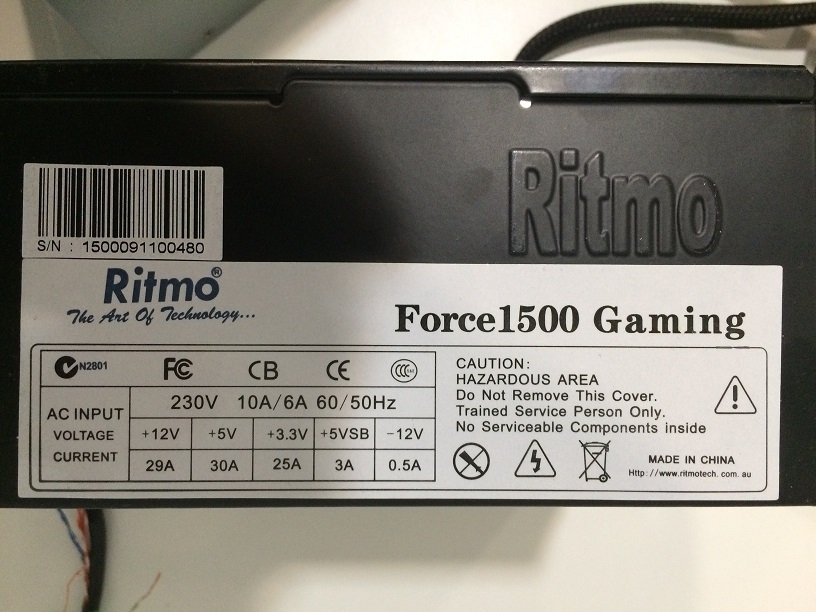 Ritmo
S/N : 1500091100480
Ritmo®
The Art Of Technology...
Force1500 Gaming
N2801 FC CB CE CCC
AC INPUT 230V 10A/6A 60/50Hz
VOLTAGE +12V +5V +3.3V +5VSB -12V
CURRENT 29A 30A 25A 3A 0.5A
CAUTION:
HAZARDOUS AREA
Do Not Remove This Cover.
Trained Service Person Only.
No Serviceable Components inside
MADE IN CHINA
Http://www.ritmotech.com.au